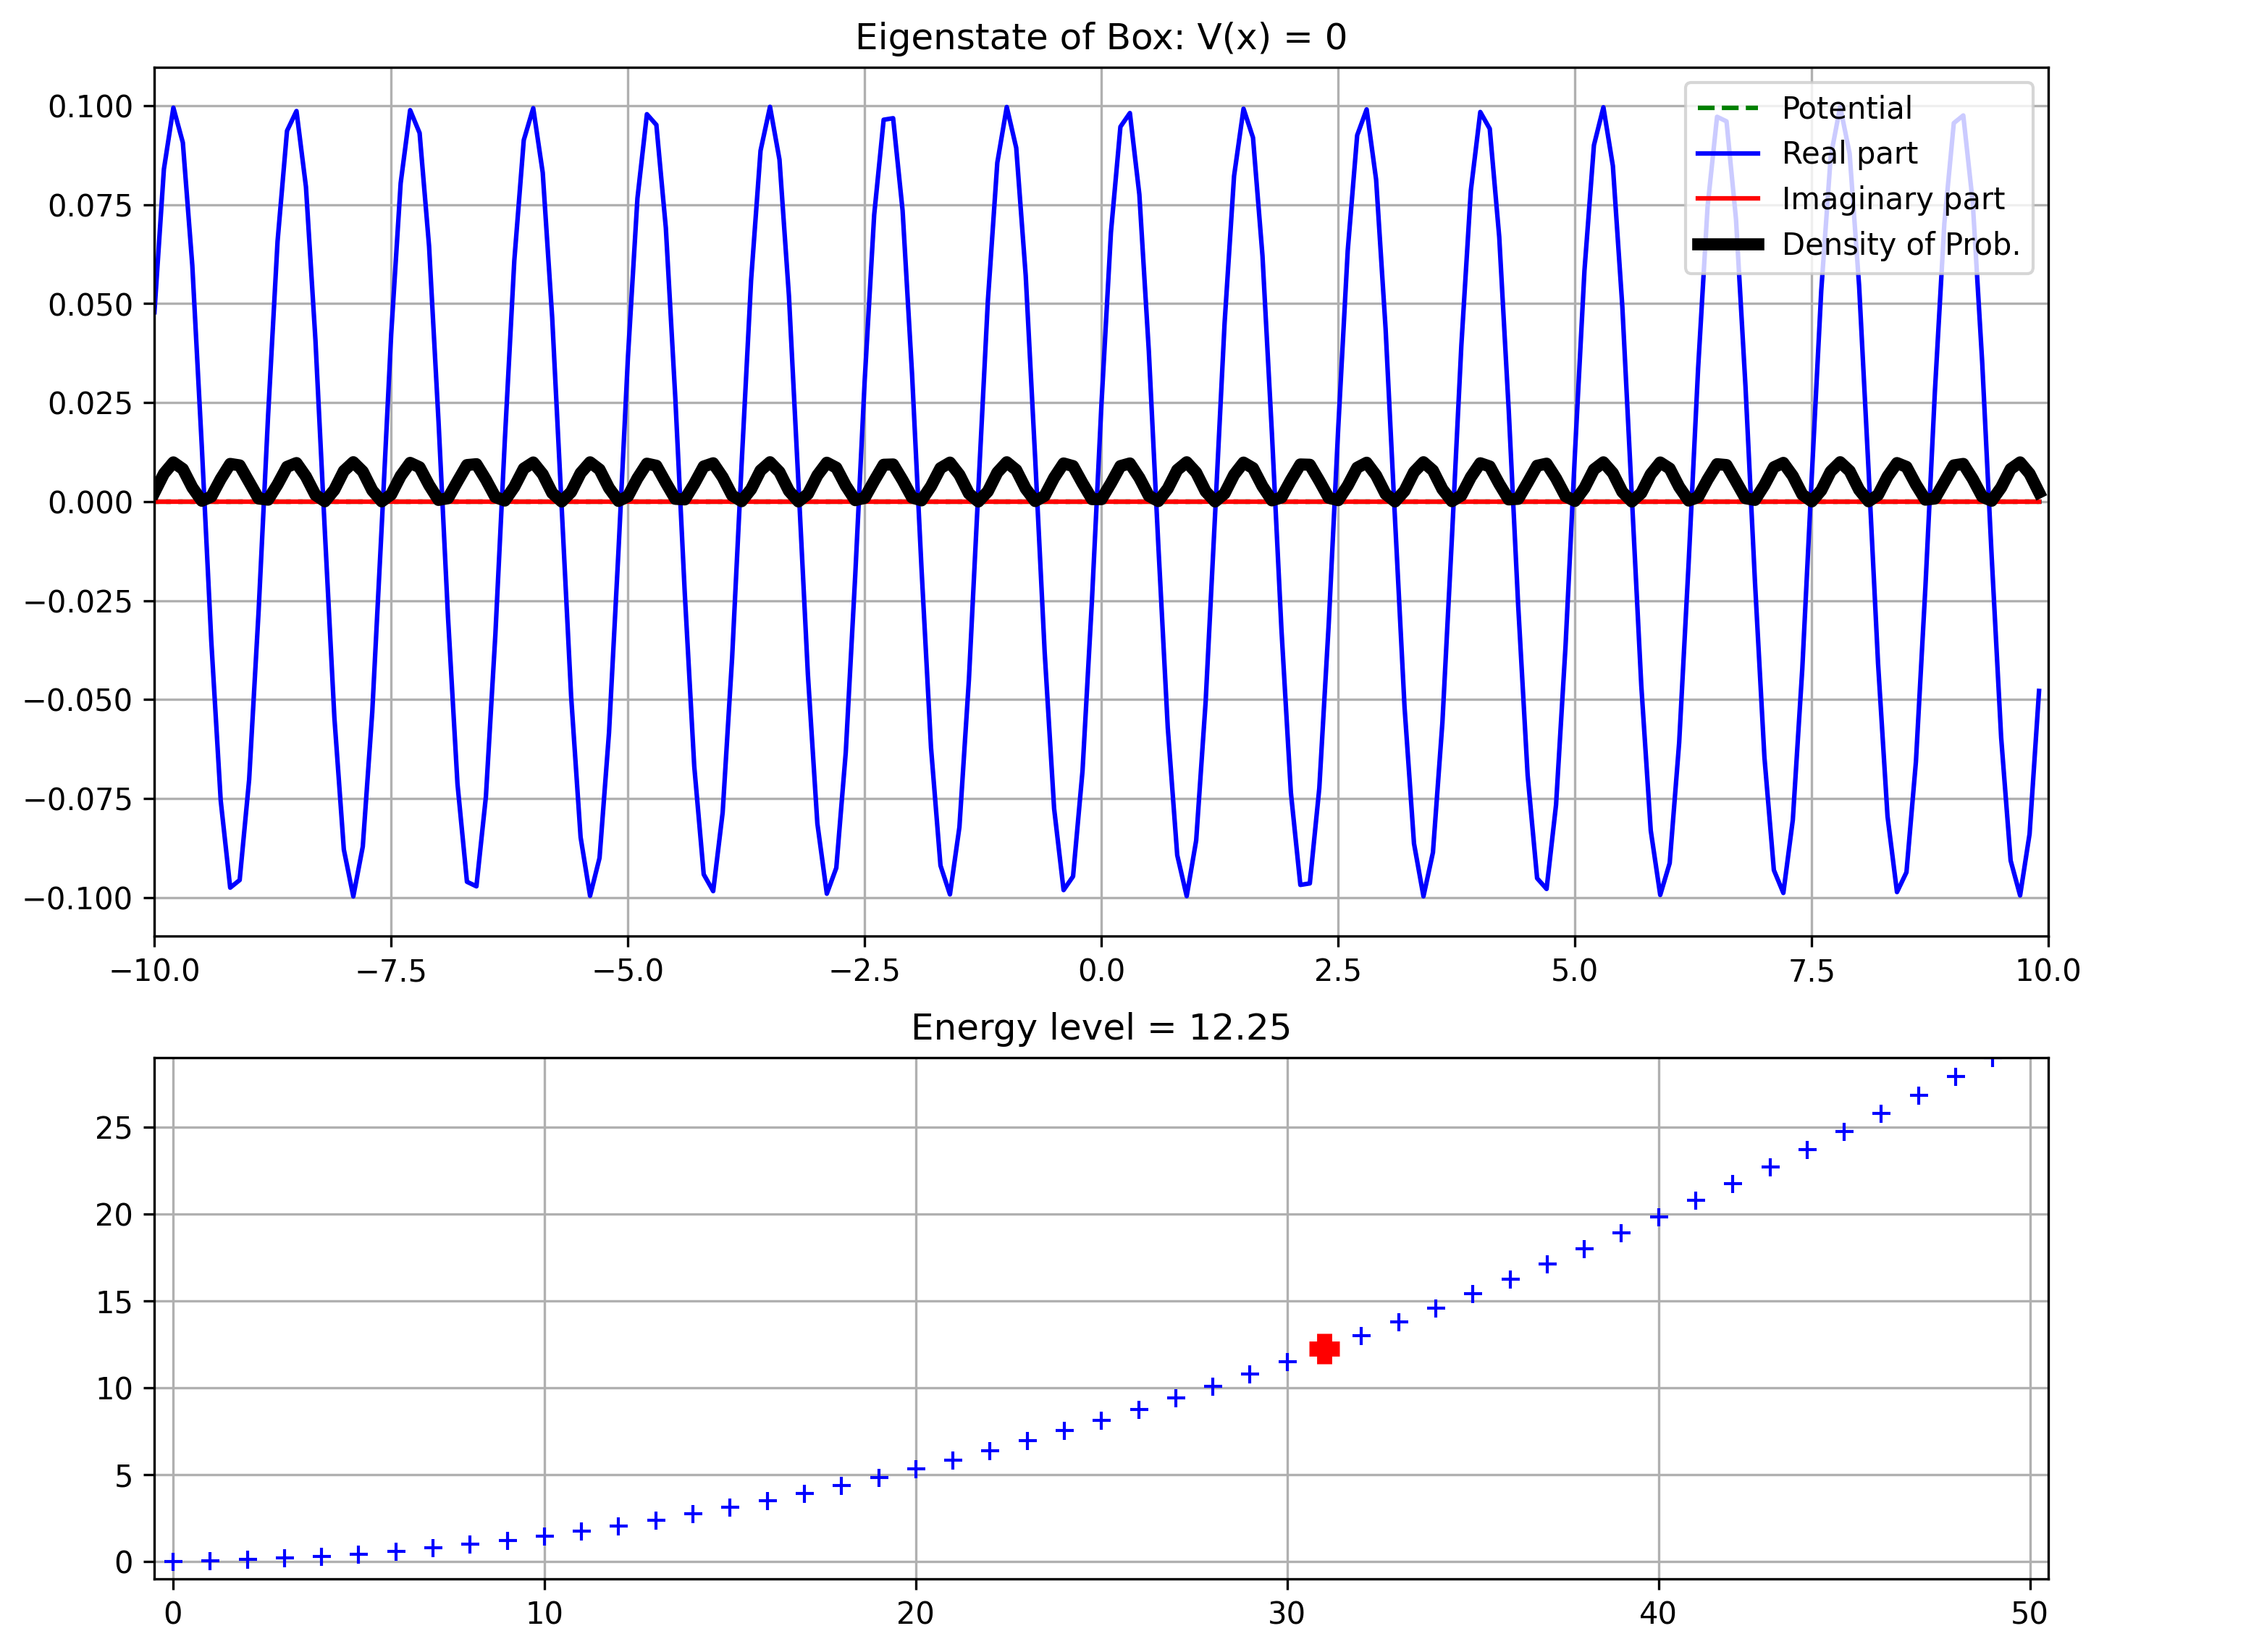 Eigenstate of Box: V(x) = 0
0.100
0.075
0.050
0.025
0.000
−0.025
−0.050
−0.075
−0.100
Potential
Real part
Imaginary part
Density of Prob.
−10.0 −7.5 −5.0 −2.5 0.0 2.5 5.0 7.5 10.0
Energy level = 12.25
25
20
15
10
5
0
0 10 20 30 40 50